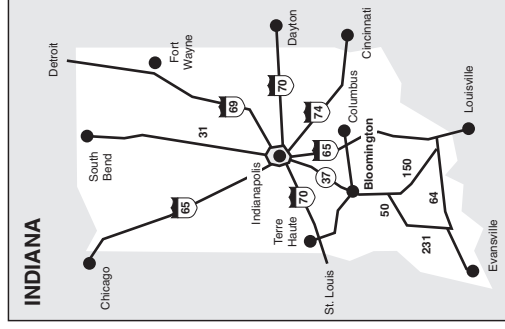 INDIANA
Chicago
South
Bend
Detroit
Fort
Wayne
65
31
69
Indianapolis
70
Dayton
74
Cincinnati
Terre
Haute
70
37
65
Columbus
St. Louis
Bloomington
50
150
231
64
Louisville
Evansville